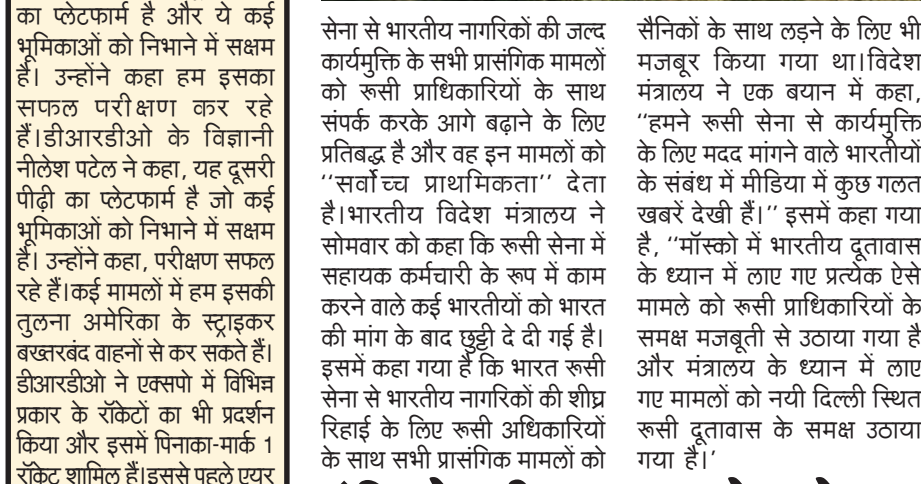 का प्लेटफार्म है और ये कई
भूमिकाओं को निभाने में सक्षम
है। उन्होंने कहा हम इसका
सफल परीक्षण कर रहे
हैं।डीआरडीओ के विज्ञानी
नीलेश पटेल ने कहा, यह दूसरी
पीढ़ी का प्लेटफार्म है जो कई
भूमिकाओं को निभाने में सक्षम
है। उन्होंने कहा, परीक्षण सफल
रहे हैं।कई मामलों में हम इसकी
तुलना अमेरिका के स्ट्राइकर
बख्तरबंद वाहनों से कर सकते हैं।
डीआरडीओ ने एक्सपो में विभिन्न
प्रकार के रॉकेटों का भी प्रदर्शन
किया और इसमें पिनाका-मार्क 1
रॉकेट शामिल हैं।इससे पहले एयर
सेना से भारतीय नागरिकों की जल्द
कार्यमुक्ति के सभी प्रासंगिक मामलों
को रूसी प्राधिकारियों के साथ
संपर्क करके आगे बढ़ाने के लिए
प्रतिबद्ध है और वह इन मामलों को
‘‘सर्वोच्च प्राथमिकता’’ देता
है।भारतीय विदेश मंत्रालय ने
सोमवार को कहा कि रूसी सेना में
सहायक कर्मचारी के रूप में काम
करने वाले कई भारतीयों को भारत
की मांग के बाद छुट्टी दे दी गई है।
इसमें कहा गया है कि भारत रूसी
सेना से भारतीय नागरिकों की शीघ्र
रिहाई के लिए रूसी अधिकारियों
के साथ सभी प्रासंगिक मामलों को
सैनिकों के साथ लड़ने के लिए भी
मजबूर किया गया था।विदेश
मंत्रालय ने एक बयान में कहा,
‘‘हमने रूसी सेना से कार्यमुक्ति
के लिए मदद मांगने वाले भारतीयों
के संबंध में मीडिया में कुछ गलत
खबरें देखी हैं।’’ इसमें कहा गया
है, ‘‘मॉस्को में भारतीय दूतावास
के ध्यान में लाए गए प्रत्येक ऐसे
मामले को रूसी प्राधिकारियों के
समक्ष मजबूती से उठाया गया है
और मंत्रालय के ध्यान में लाए
गए मामलों को नयी दिल्ली स्थित
रूसी दूतावास के समक्ष उठाया
गया है।’